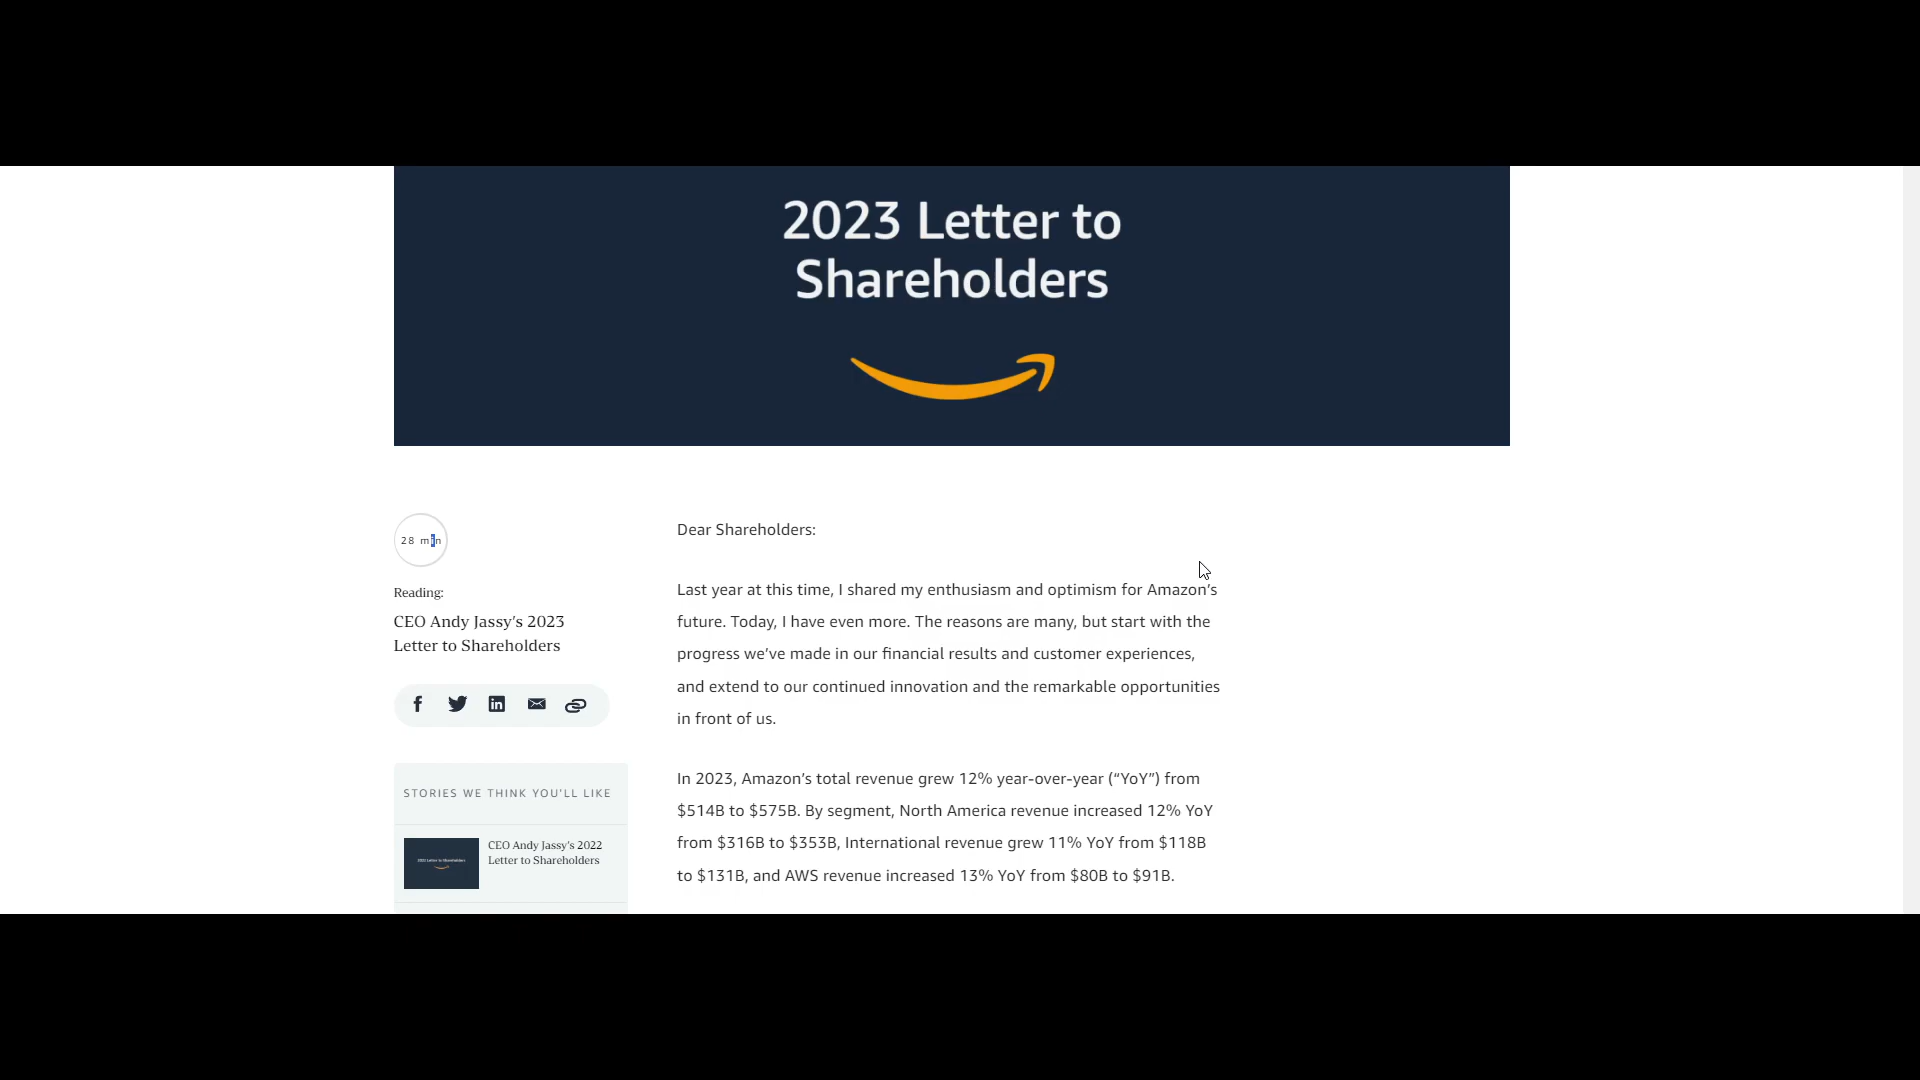 2023 Letter to
Shareholders
28 min
Reading:
CEO Andy Jassy’s 2023
Letter to Shareholders
STORIES WE THINK YOU'LL LIKE
2022 Letter to Shareholders
CEO Andy Jassy’s 2022
Letter to Shareholders
Dear Shareholders:
Last year at this time, I shared my enthusiasm and optimism for Amazon’s
future. Today, I have even more. The reasons are many, but start with the
progress we’ve made in our financial results and customer experiences,
and extend to our continued innovation and the remarkable opportunities
in front of us.
In 2023, Amazon’s total revenue grew 12% year-over-year (“YoY”) from
$514B to $575B. By segment, North America revenue increased 12% YoY
from $316B to $353B, International revenue grew 11% YoY from $118B
to $131B, and AWS revenue increased 13% YoY from $80B to $91B.